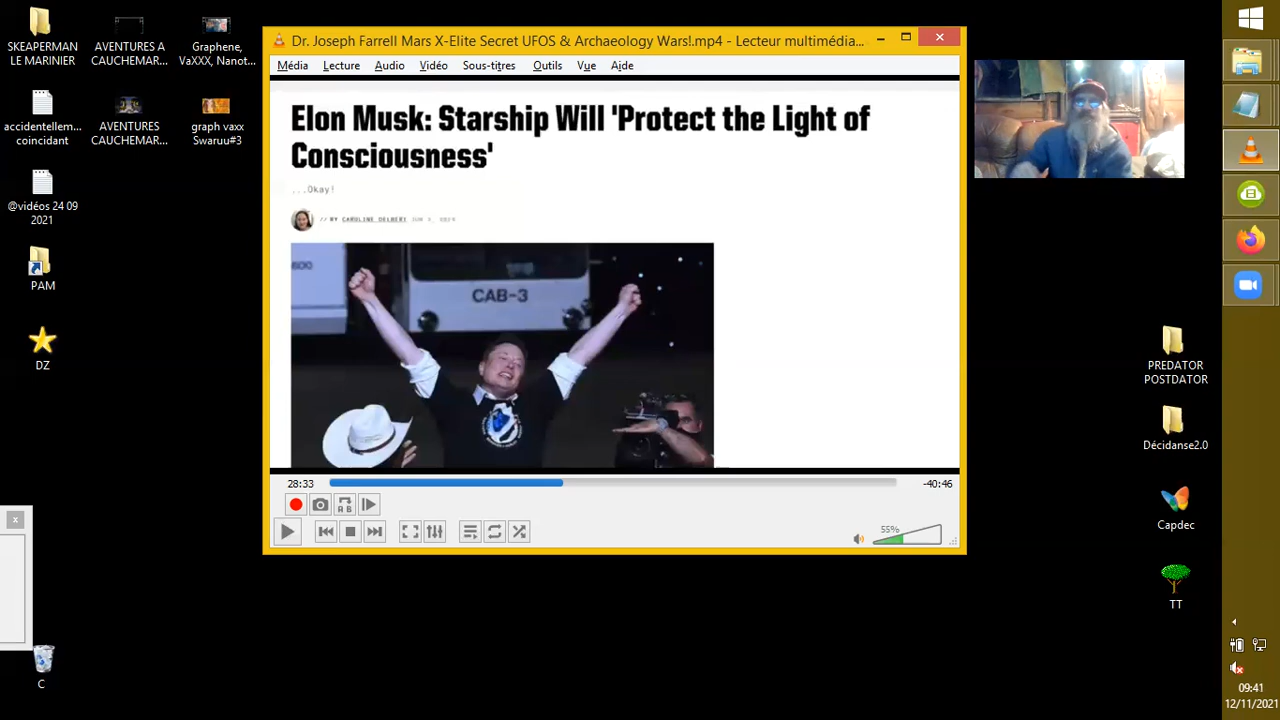 SKEAPERMAN
LE MARINIER
AVENTURES A
CAUCHEMAR...
Graphene,
VaXXX, Nanot...
accidentellem...
coincidant
AVENTURES
CAUCHEMAR...
graph vaxx
Swaruu#3
@vidéos 24 09
2021
PAM
DZ
C
Dr. Joseph Farrell Mars X-Elite Secret UFOS & Archaeology Wars!.mp4 - Lecteur multimédia...
Média Lecture Audio Vidéo Sous-titres Outils Vue Aide
Elon Musk: Starship Will 'Protect the Light of
Consciousness'
...Okay!
// BY CAROLINE DELBERT
CAB-3
28:33
-40:46
A B
55%
PREDATOR
POSTDATOR
Décidanse2.0
Capdec
TT
09:41
12/11/2021